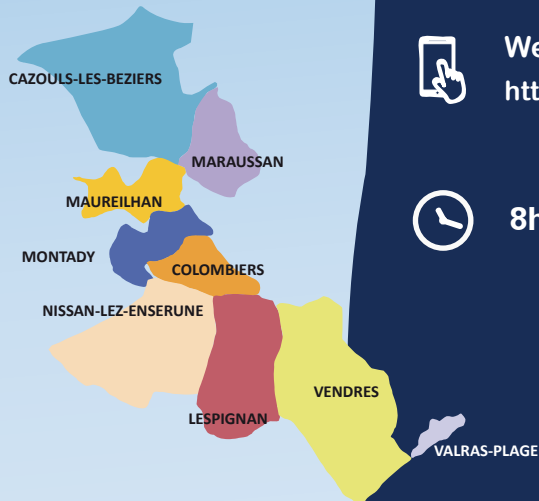 CAZOULS-LES-BEZIERS
MARAUSSAN
MAUREILHAN
MONTADY
COLOMBIERS
NISSAN-LEZ-ENSERUNE
LESPIGNAN
VENDRES
VALRAS-PLAGE
We
htt
8h